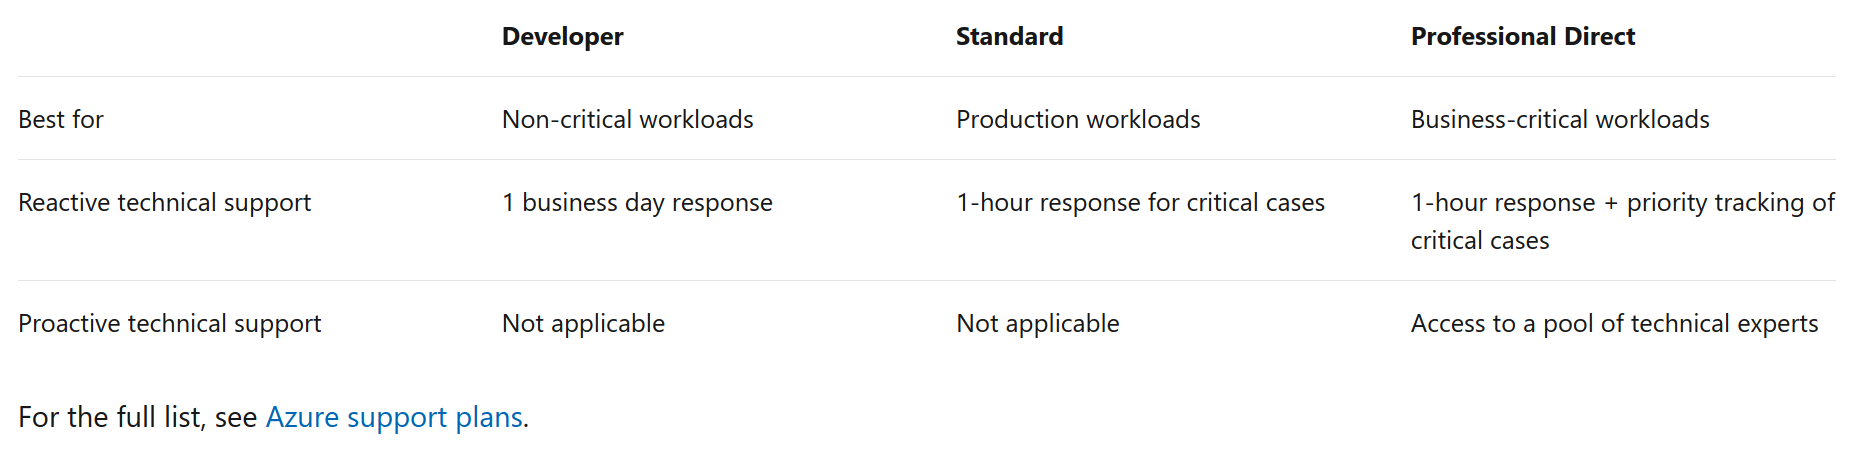 Developer Standard Professional Direct
Best for Non-critical workloads Production workloads Business-critical workloads
Reactive technical support 1 business day response 1-hour response for critical cases 1-hour response + priority tracking of
critical cases
Proactive technical support Not applicable Not applicable Access to a pool of technical experts
For the full list, see Azure support plans.